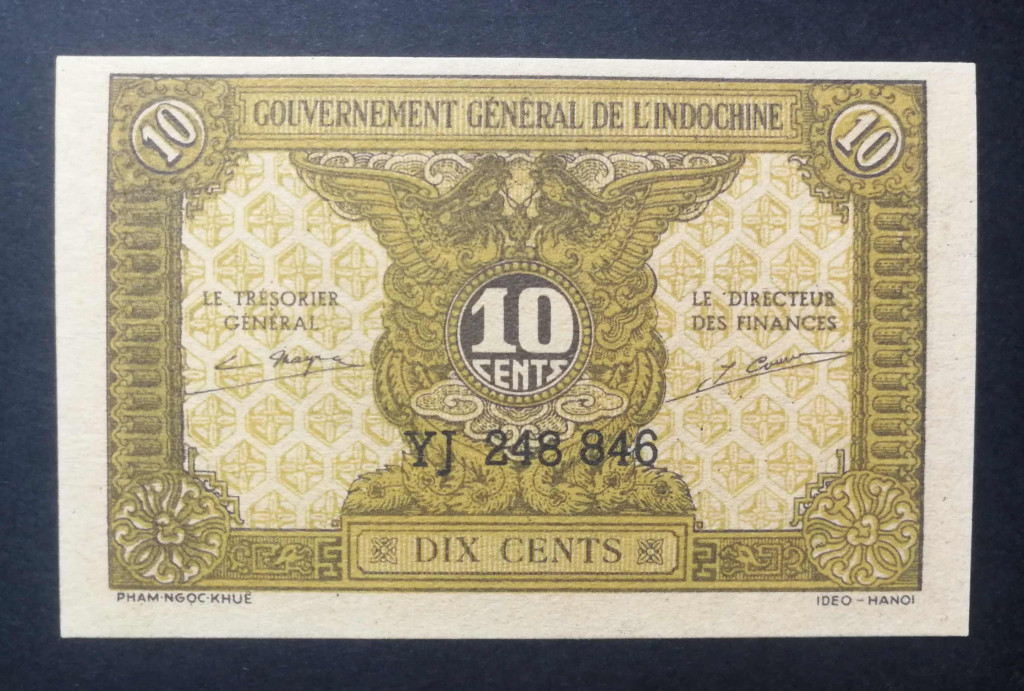 10
GOUVERNEMENT GÉNÉRAL DE L'INDOCHINE
10
LE TRÉSORIER
GÉNÉRAL
10
CENTS
LE DIRECTEUR
DES FINANCES
YJ 248 846
DIX CENTS
PHAM·NGỌC·KHUÊ
IDEO - HANOI